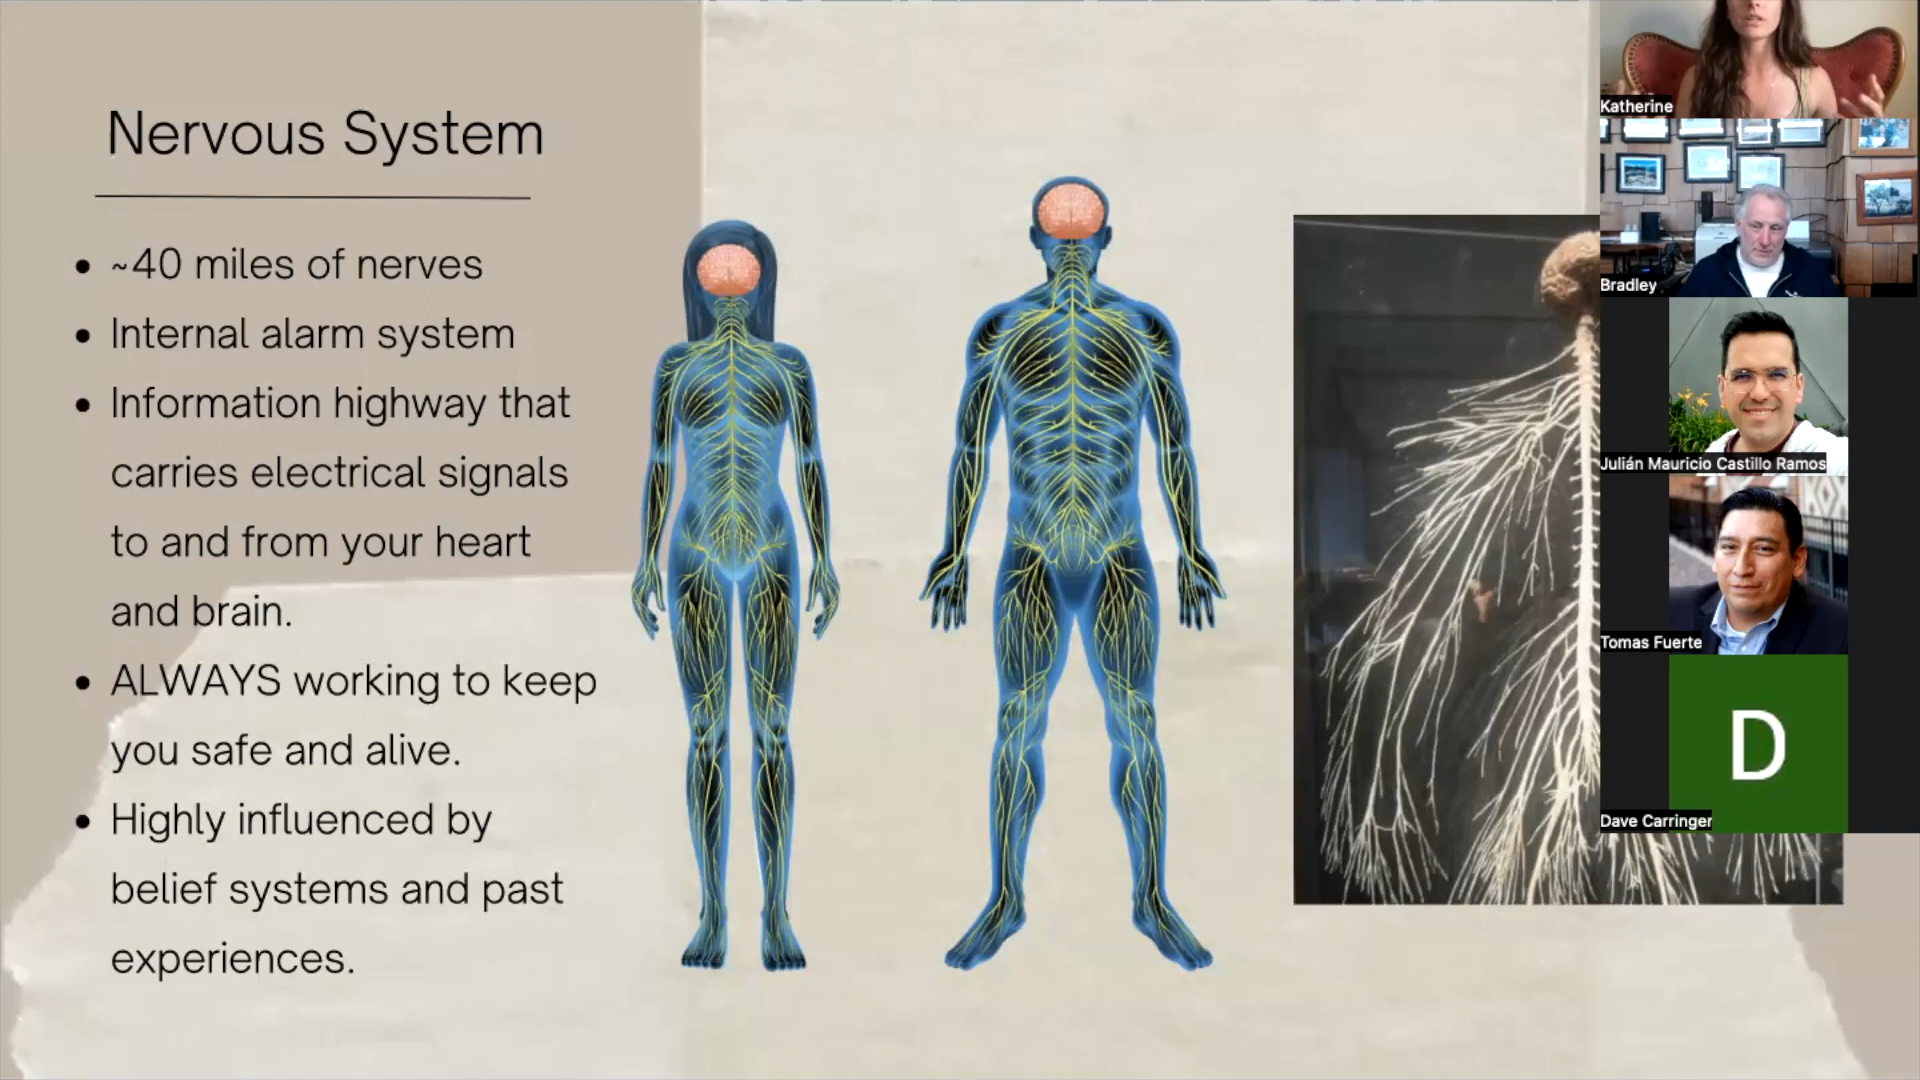 Nervous System
• ~40 miles of nerves
• Internal alarm system
• Information highway that
carries electrical signals
to and from your heart
and brain.
• ALWAYS working to keep
you safe and alive.
• Highly influenced by
belief systems and past
experiences.
Katherine
Bradley
Julián Mauricio Castillo Ramos
Tomas Fuerte
D
Dave Carringer